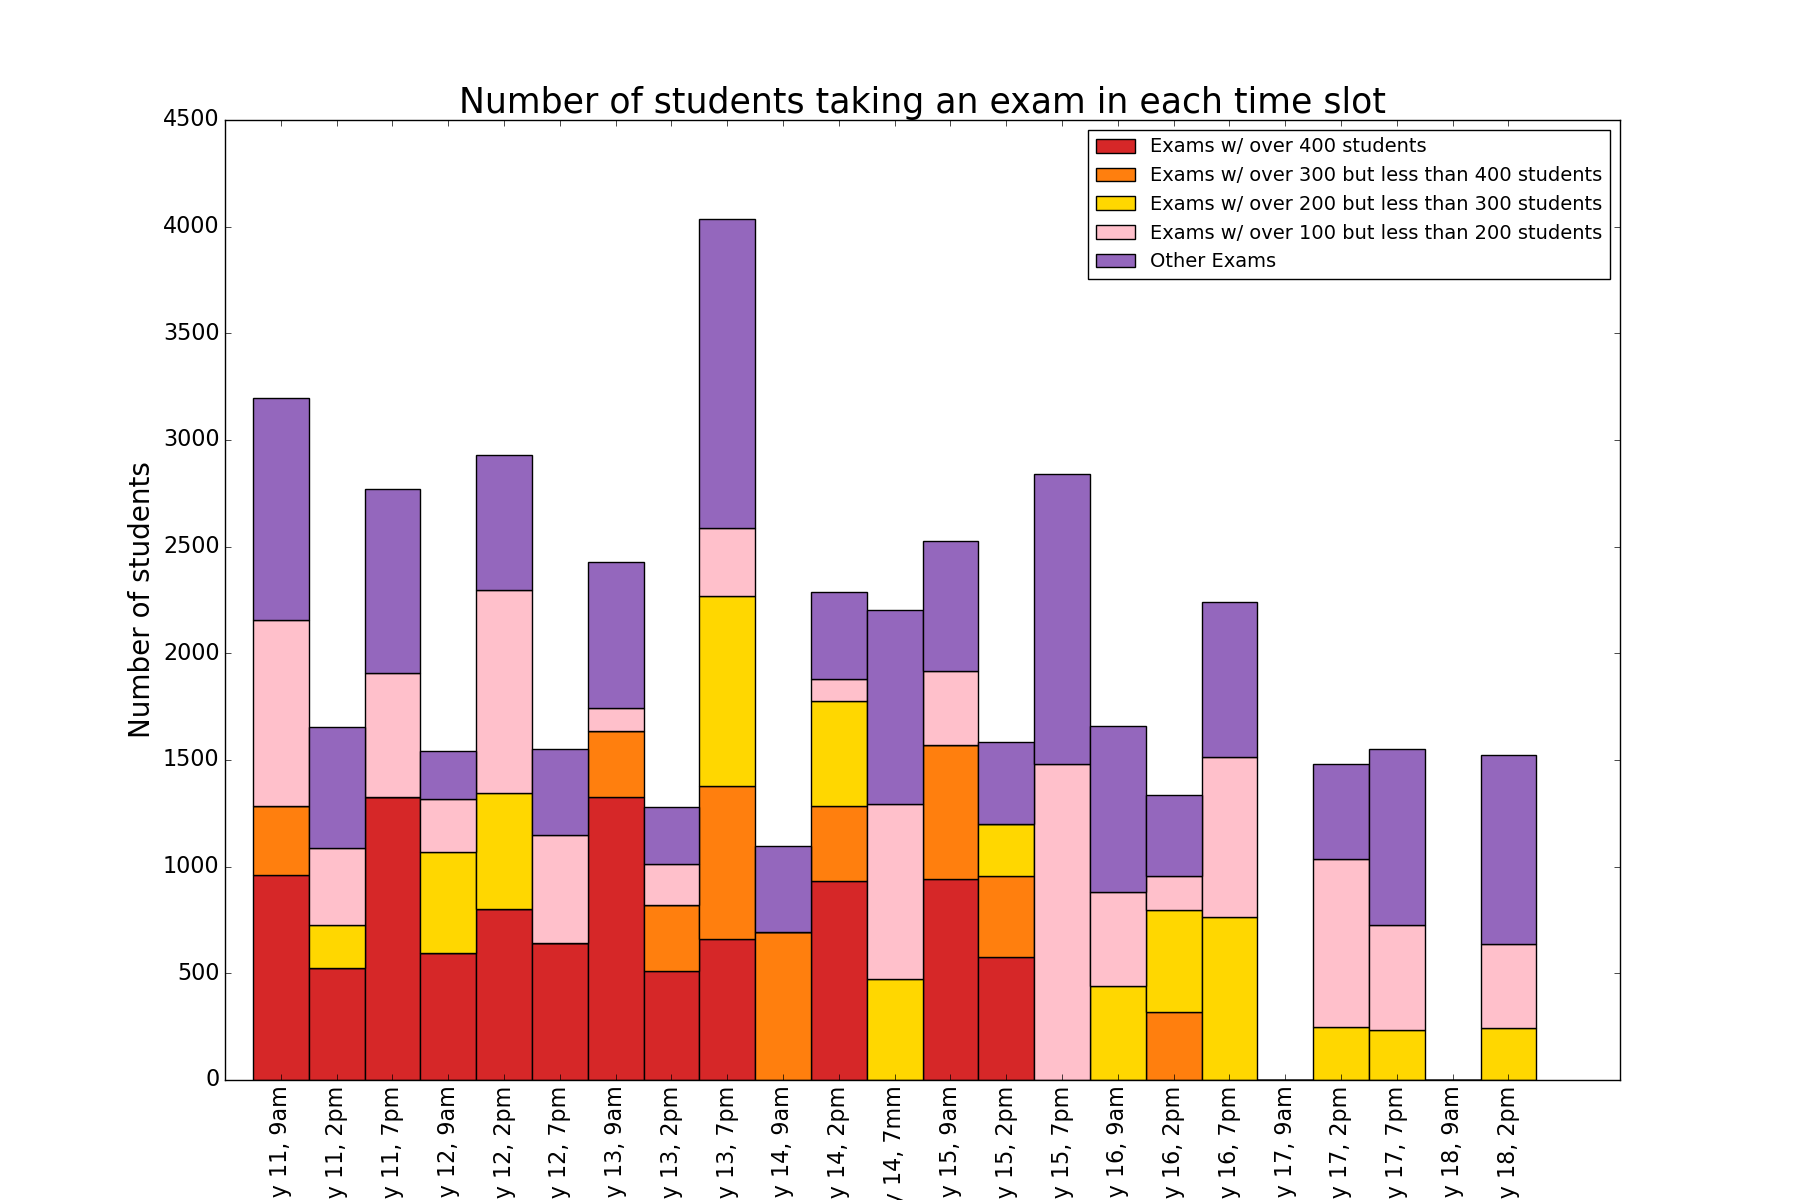 Number of students taking an exam in each time slot
Exams w/ over 400 students
Exams w/ over 300 but less than 400 students
Exams w/ over 200 but less than 300 students
Exams w/ over 100 but less than 200 students
Other Exams
Number of students
4500
4000
3500
3000
2500
2000
1500
1000
500
0
y 11, 9am
y 11, 2pm
y 11, 7pm
y 12, 9am
y 12, 2pm
y 12, 7pm
y 13, 9am
y 13, 2pm
y 13, 7pm
y 14, 9am
y 14, 2pm
y 14, 7mm
y 15, 9am
y 15, 2pm
y 15, 7pm
y 16, 9am
y 16, 2pm
y 16, 7pm
y 17, 9am
y 17, 2pm
y 17, 7pm
y 18, 9am
y 18, 2pm